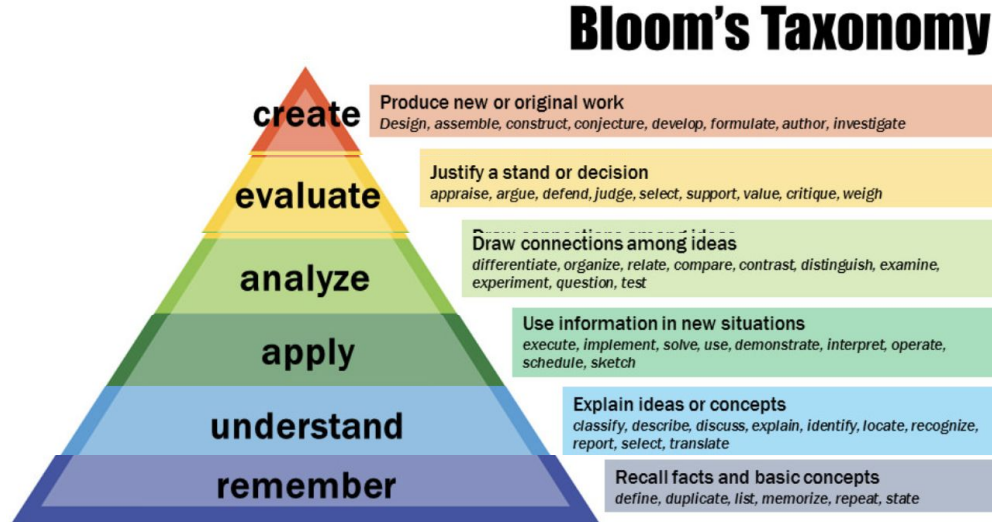 Bloom's Taxonomy
create
Produce new or original work
Design, assemble, construct, conjecture, develop, formulate, author, investigate
evaluate
Justify a stand or decision
appraise, argue, defend, judge, select, support, value, critique, weigh
analyze
Draw connections among ideas
Draw connections among ideas
differentiate, organize, relate, compare, contrast, distinguish, examine,
experiment, question, test
apply
Use information in new situations
execute, implement, solve, use, demonstrate, interpret, operate,
schedule, sketch
understand
Explain ideas or concepts
classify, describe, discuss, explain, identify, locate, recognize,
report, select, translate
remember
Recall facts and basic concepts
define, duplicate, list, memorize, repeat, state